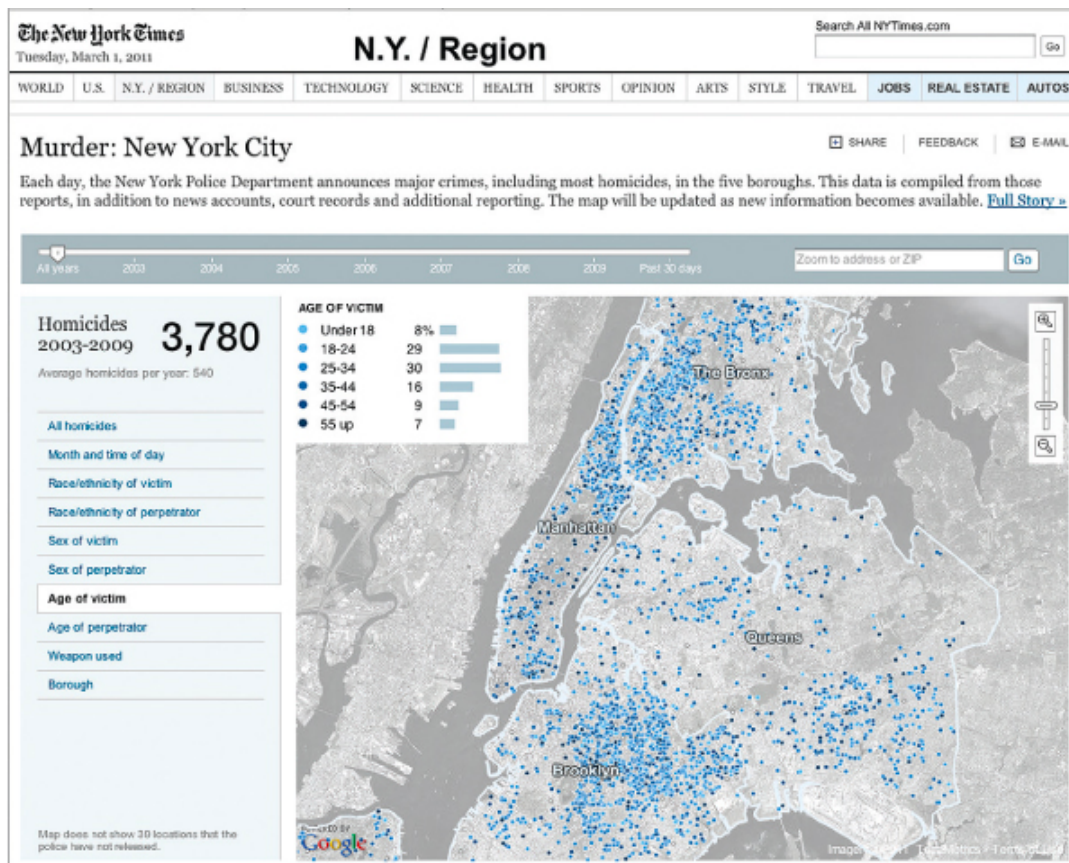 The New York Times
Tuesday, March 1, 2011
N.Y. / Region
Search All NYTimes.com
Go
WORLD U.S. N.Y. / REGION BUSINESS TECHNOLOGY SCIENCE HEALTH SPORTS OPINION ARTS STYLE TRAVEL JOBS REAL ESTATE AUTOS
Murder: New York City
SHARE FEEDBACK E-MAIL
Each day, the New York Police Department announces major crimes, including most homicides, in the five boroughs. This data is compiled from those
reports, in addition to news accounts, court records and additional reporting. The map will be updated as new information becomes available. Full Story »
All years 2003 2004 2005 2006 2007 2008 2009 Past 30 days
Zoom to address or ZIP Go
Homicides
2003-2009
3,780
Average homicides per year: 540
All homicides
Month and time of day
Race/ethnicity of victim
Race/ethnicity of perpetrator
Sex of victim
Sex of perpetrator
Age of victim
Age of perpetrator
Weapon used
Borough
Map does not show 30 locations that the
police have not released.
AGE OF VICTIM
Under 18 8%
18-24 29
25-34 30
35-44 16
45-54 9
55 up 7
The Bronx
Manhattan
Queens
Brooklyn
POWERED BY
Google
Terms of Use